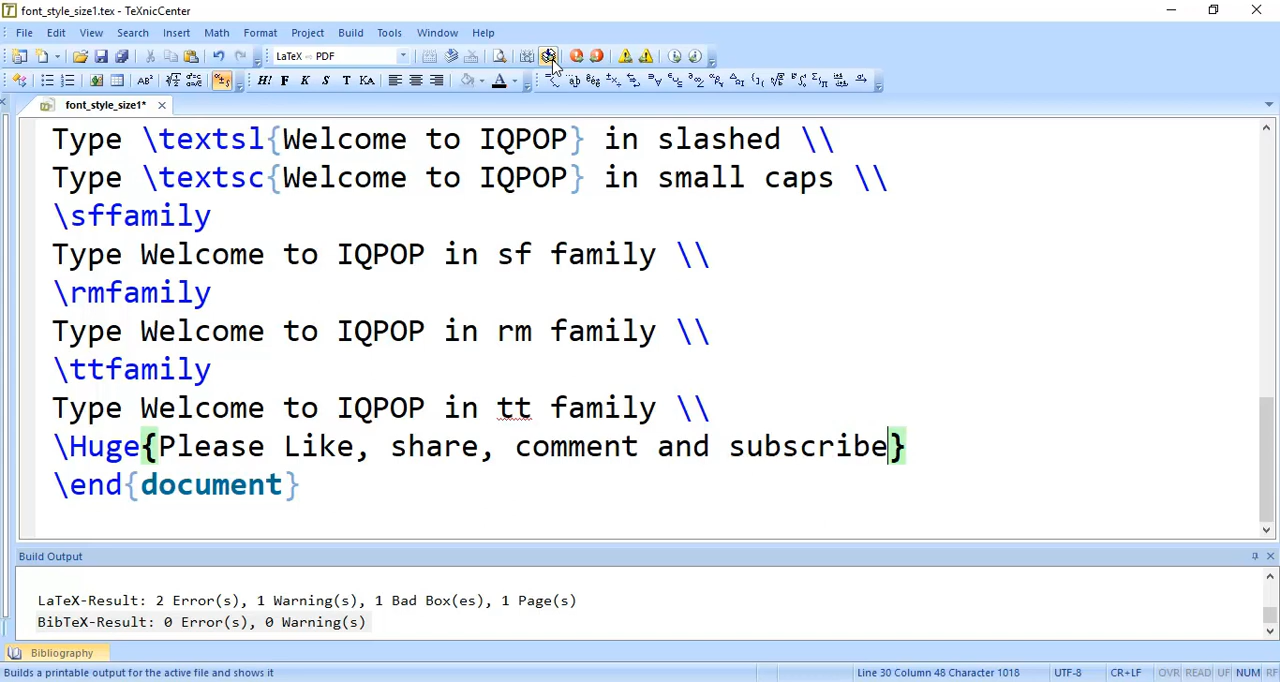 font_style_size1.tex - TeXnicCenter
File Edit View Search Insert Math Format Project Build Tools Window Help
LaTeX → PDF
font_style_size1*
Type \textsl{Welcome to IQPOP} in slashed \\
Type \textsc{Welcome to IQPOP} in small caps \\
\sffamily
Type Welcome to IQPOP in sf family \\
\rmfamily
Type Welcome to IQPOP in rm family \\
\ttfamily
Type Welcome to IQPOP in tt family \\
\Huge{Please Like, share, comment and subscribe}
\end{document}
Build Output
LaTeX-Result: 2 Error(s), 1 Warning(s), 1 Bad Box(es), 1 Page(s)
BibTeX-Result: 0 Error(s), 0 Warning(s)
Bibliography
Builds a printable output for the active file and shows it
Line 30 Column 48 Character 1018 UTF-8 CR+LF OVR READ UF NUM RF